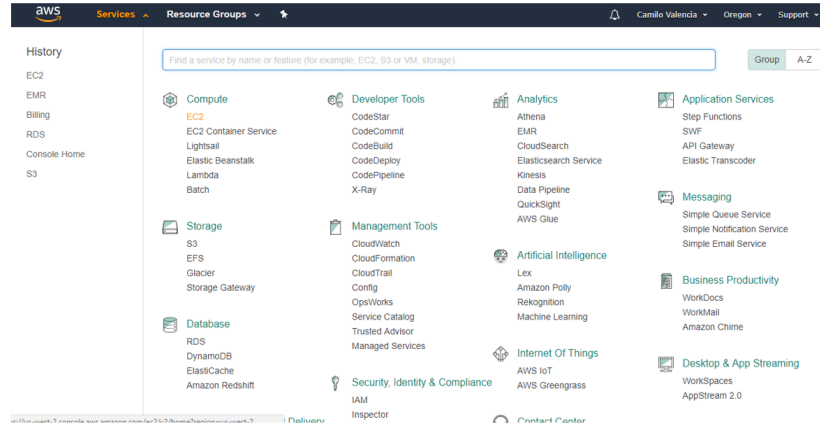 aws
Services
Resource Groups
Camilo Valencia
Oregon
Support
History
EC2
EMR
Billing
RDS
Console Home
S3
Find a service by name or feature (for example, EC2, S3 or VM, storage).
Group
A-Z
Compute
EC2
EC2 Container Service
Lightsail
Elastic Beanstalk
Lambda
Batch
Storage
S3
EFS
Glacier
Storage Gateway
Database
RDS
DynamoDB
ElastiCache
Amazon Redshift
Developer Tools
CodeStar
CodeCommit
CodeBuild
CodeDeploy
CodePipeline
X-Ray
Management Tools
CloudWatch
CloudFormation
CloudTrail
Config
OpsWorks
Service Catalog
Trusted Advisor
Managed Services
Security, Identity & Compliance
IAM
Inspector
Analytics
Athena
EMR
CloudSearch
Elasticsearch Service
Kinesis
Data Pipeline
QuickSight
AWS Glue
Artificial Intelligence
Lex
Amazon Polly
Rekognition
Machine Learning
Internet Of Things
AWS IoT
AWS Greengrass
Contact Center
Application Services
Step Functions
SWF
API Gateway
Elastic Transcoder
Messaging
Simple Queue Service
Simple Notification Service
Simple Email Service
Business Productivity
WorkDocs
WorkMail
Amazon Chime
Desktop & App Streaming
WorkSpaces
AppStream 2.0
Delivery